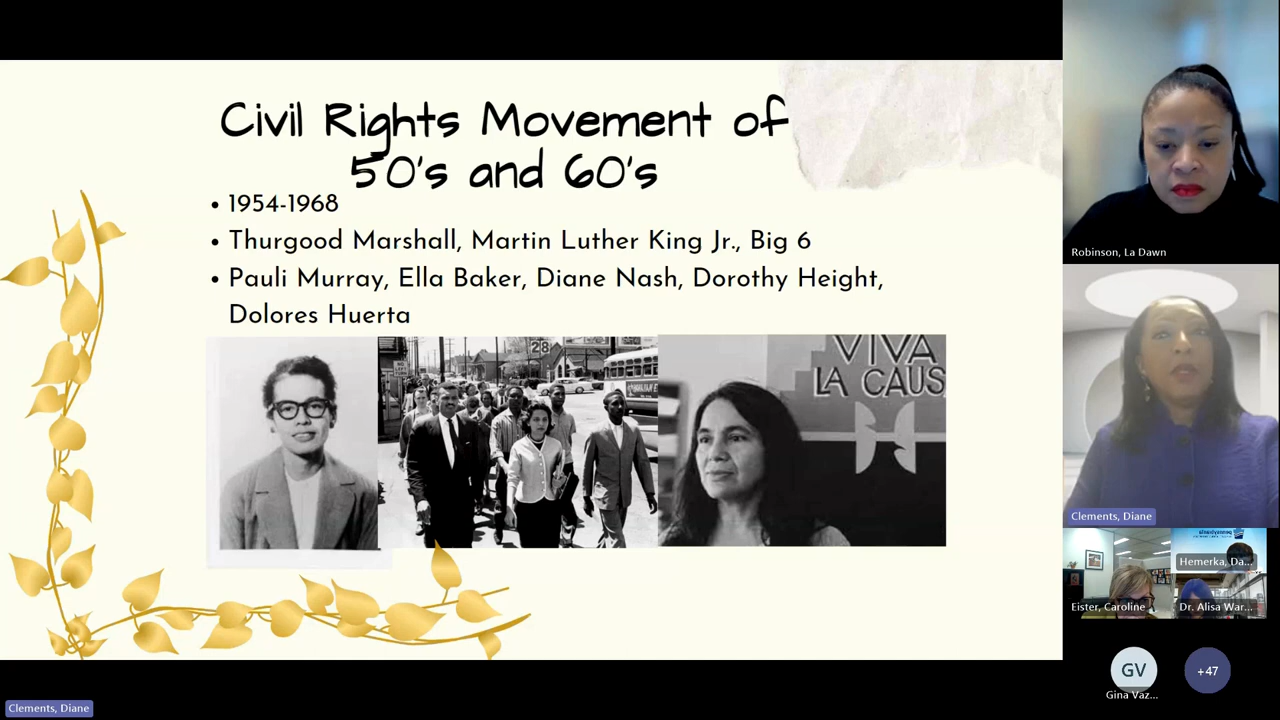 Civil Rights Movement of
50's and 60's
• 1954-1968
• Thurgood Marshall, Martin Luther King Jr., Big 6
• Pauli Murray, Ella Baker, Diane Nash, Dorothy Height,
Dolores Huerta
28
VIVA
LA CAUS
Robinson, La Dawn
Clements, Diane
Hemerka, Da...
Eister, Caroline
Dr. Alisa War...
GV
+47
Gina Vaz...
Clements, Diane